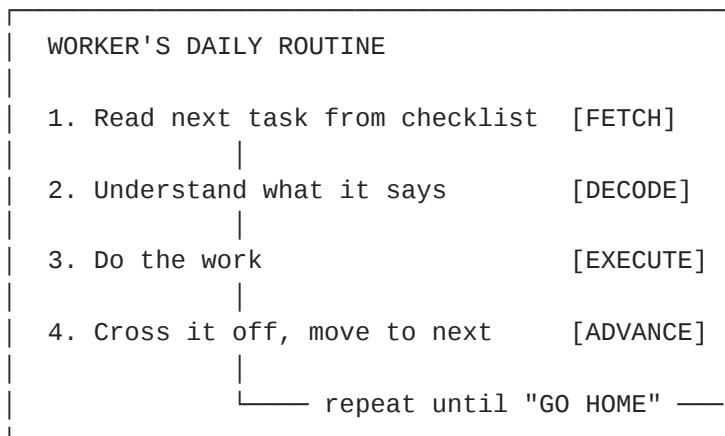 WORKER'S DAILY ROUTINE
1. Read next task from checklist [FETCH]
2. Understand what it says [DECODE]
3. Do the work [EXECUTE]
4. Cross it off, move to next [ADVANCE]
repeat until "GO HOME"